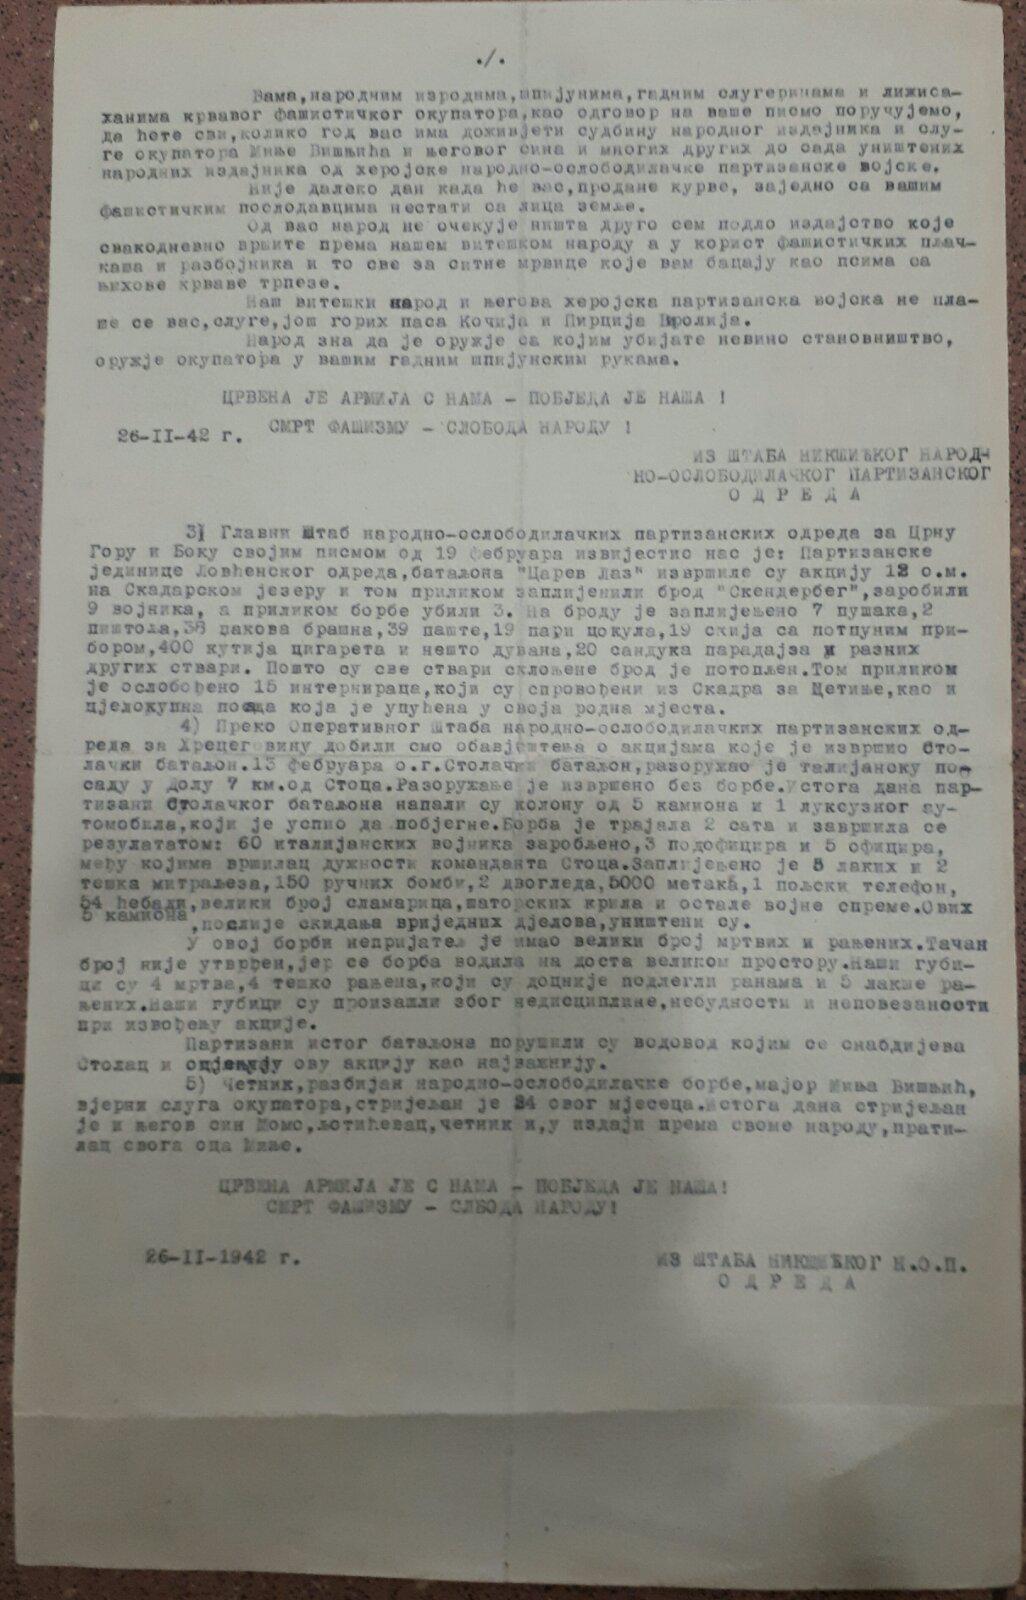 ./.
Вама,народним изродима,шпијунима,гадним слугеринама и лижиса-
ханима крвавог фашистичког окупатора,као одговор на ваше писмо поручујемо,
да ћете сви,колико год вас има доживјети судбину народног издајника и слу-
ге окупатора Миње Вишњића и његовог сина и многих других до сада уништених
народних издајника од херојске народно-ослободилачке партизанске војске.
Није далеко дан када ће вас,продане курве, заједно са вашим
фашистичким послодавцима нестати са лица земље.
Од вас народ не очекује ништа друго сем подло издајство које
свакодневно вршите према нашем витешком народу а у корист фашистичких пљач-
каша и разбојника и то све за ситне мрвице које вам бацају као псима са
њихове крваве трпезе.
Наш витешки народ и његова херојска партизанска војска не пла-
ше се вас,слуге,још горих паса Кочија и Пирција Биролија.
Народ зна да је оружје са којим убијате невино становништво,
оружје окупатора у вашим гадним шпијунским рукама.
ЦРВЕНА ЈЕ АРМИЈА С НАМА - ПОБЈЕДА ЈЕ НАША !
СМРТ ФАШИЗМУ - СЛОБОДА НАРОДУ !
26-II-42 г.
ИЗ ШТАБА НИКШИЋКОГ НАРОД-
НО-ОСЛОБОДИЛАЧКОГ ПАРТИЗАНСКОГ
О Д Р Е Д А
3) Главни Штаб народно-ослободилачких партизанских одреда за Црну
Гору и Боку својим писмом од 19 фебруара извијестио нас је: Партизанске
јединице Ловћенског одреда,баталјона "Царев Лаз" извршиле су акцију 12 о.м.
на Скадарском језеру и том приликом заплијенили брод "Скендербег",заробили
9 војника, а приликом борбе убили 3. На броду је заплијењено 7 пушака,2
пиштола,38 џакова брашна,39 паште,19 пари цокула,19 скија са потпуним при-
бором,400 кутија цигарета и нешто дувана,20 сандука парадајза и разних
других ствари. Пошто су све ствари склоњене брод је потопљен.Том приликом
је ослобођено 15 интернираца,који су спровођени из Скадра за Цетиње,као и
цјелокупна посада која је упућена у своја родна мјеста.
4) Преко Оперативног Штаба народно-ослободилачких партизанских од-
реда за Хрецеговину добили смо обавјештења о акцијама које је извршио Сто-
лачки батаљон.13 фебруара о.г.Столачки батаљон,разоружао је талијанску по-
саду у Долу 7 км.од Стоца.Разоружање је извршено без борбе.Истога дана пар-
тизани Столачког батаљона напали су колону од 5 камиона и 1 луксузног ау-
томобила,који је успио да побјегне.Борба је трајала 2 сата и завршила се
резулататом: 60 италијанских војника заробљено,3 подофицира и 5 официра,
међу којима вршилац духности команданта Стоца.Заплијењено је 5 лаких и 2
тешка митраљеза,150 ручних бомби,2 двогледа,5000 метака,1 пољски телефон,
54 ћебади,велики број сламарица,шаторских крила и остале војне спреме.Ових
5 камиона ,послије скидања вриједних дјелова,уништени су.
У овој борби непријатељ је имао велики број мртвих и рањених.Тачан
број није утврђен,јер се борба водила на доста великом простору.Наши губи-
ци су 4 мртва,4 тешко рањена,који су доцније подлегли ранама и 5 лакше ра-
њених.Наши губици су произашли због недисциплине,небудности и неповезаности
при извођењу акције.
Партизани истог баталона порушили су водовод којим се снабдијева
Столац и оцјењују ову акцију као најважнију.
5) Четник,разбијач народно-ослободилачке борбе,мајор Миња Вишњић,
вјерни слуга окупатора,стријељан је 24 овог мјесеца.Истога дана стријељан
је и његов син Момо,љотићевац,четник и,у издаји према своме народу,прати-
лац свога оца Миње.
ЦРВЕНА АРМИЈА ЈЕ С НАМА - ПОБЈЕДА ЈЕ НАША!
СМРТ ФАШИЗМУ - СЛБОДА НАРОДУ!
26-II-1942 г.
ИЗ ШТАБА НИКШИЋКОГ Н.О.П.
О Д Р Е Д А